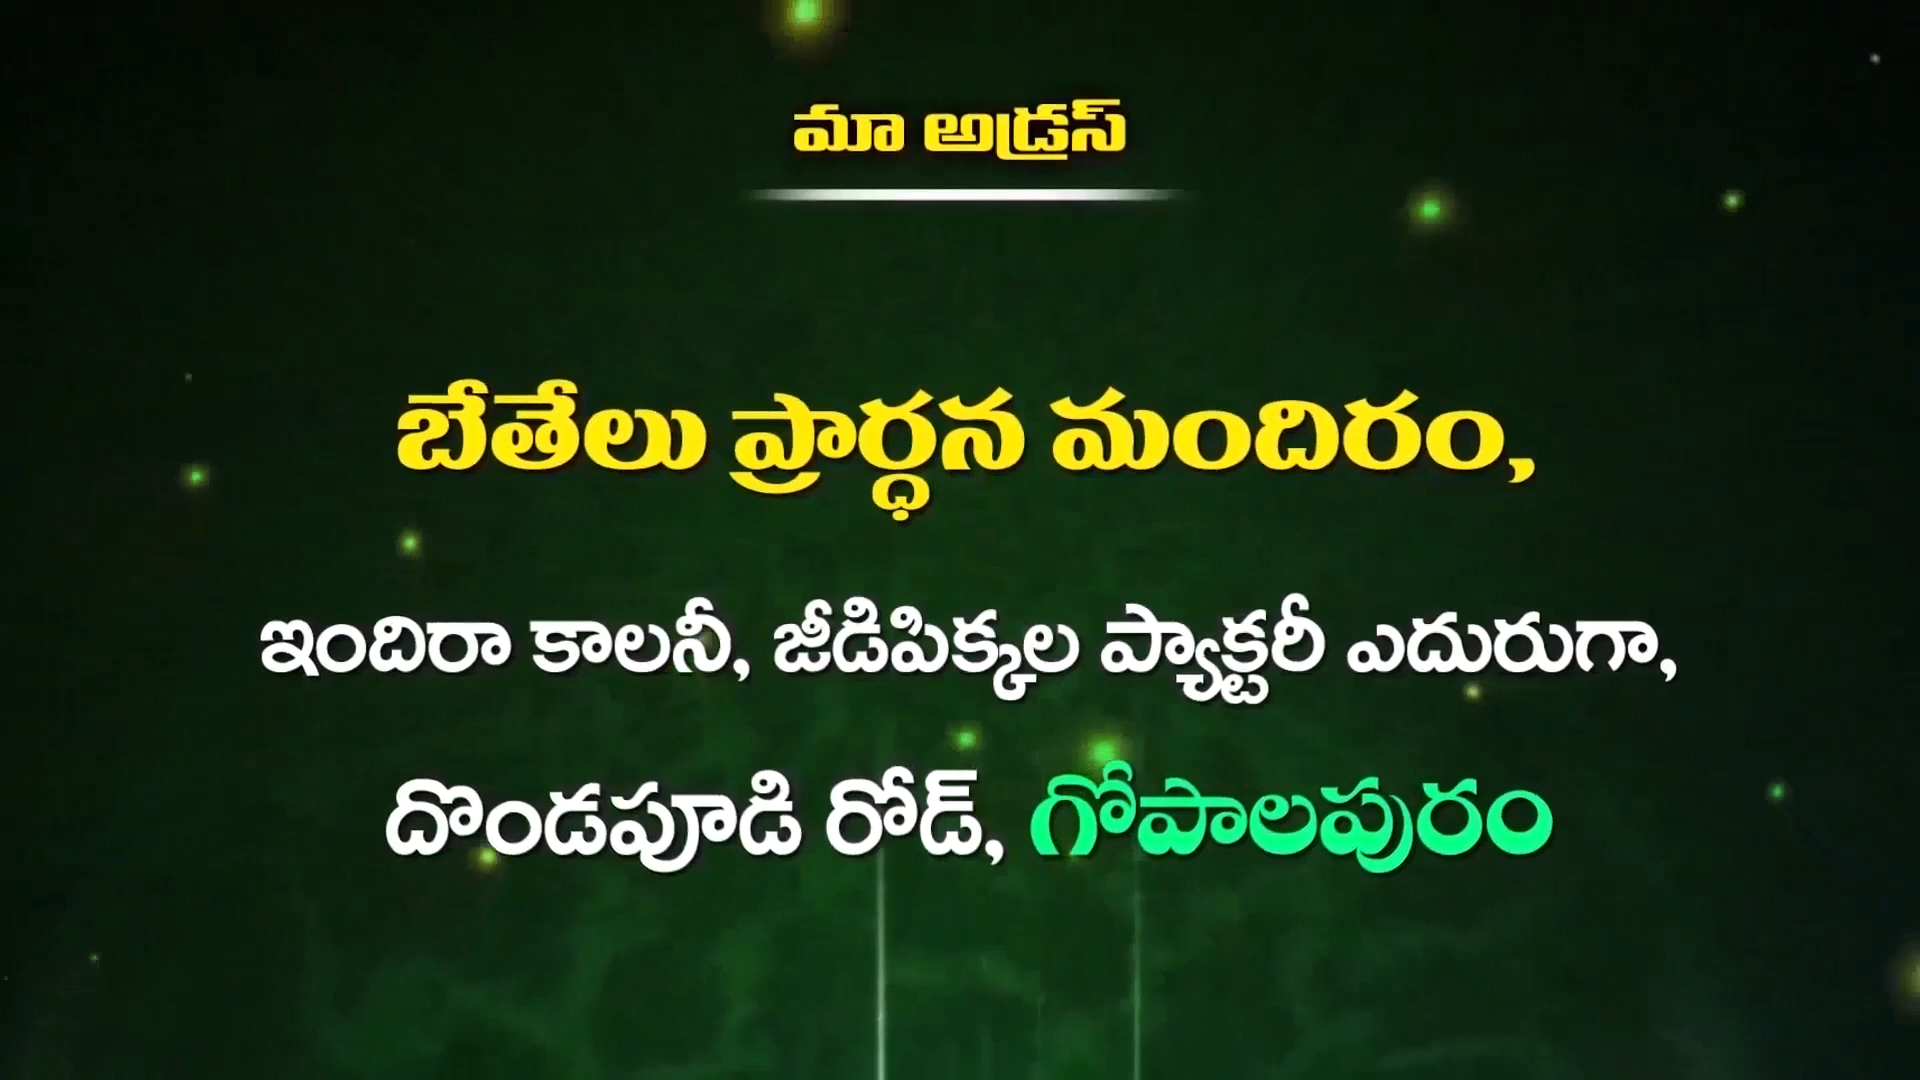 మా అడ్రస్
బేతేలు ప్రార్ధన మందిరం,
ఇందిరా కాలనీ, జీడిపిక్కల ప్యాక్టరీ ఎదురుగా,
దొండపూడి రోడ్, గోపాలపురం